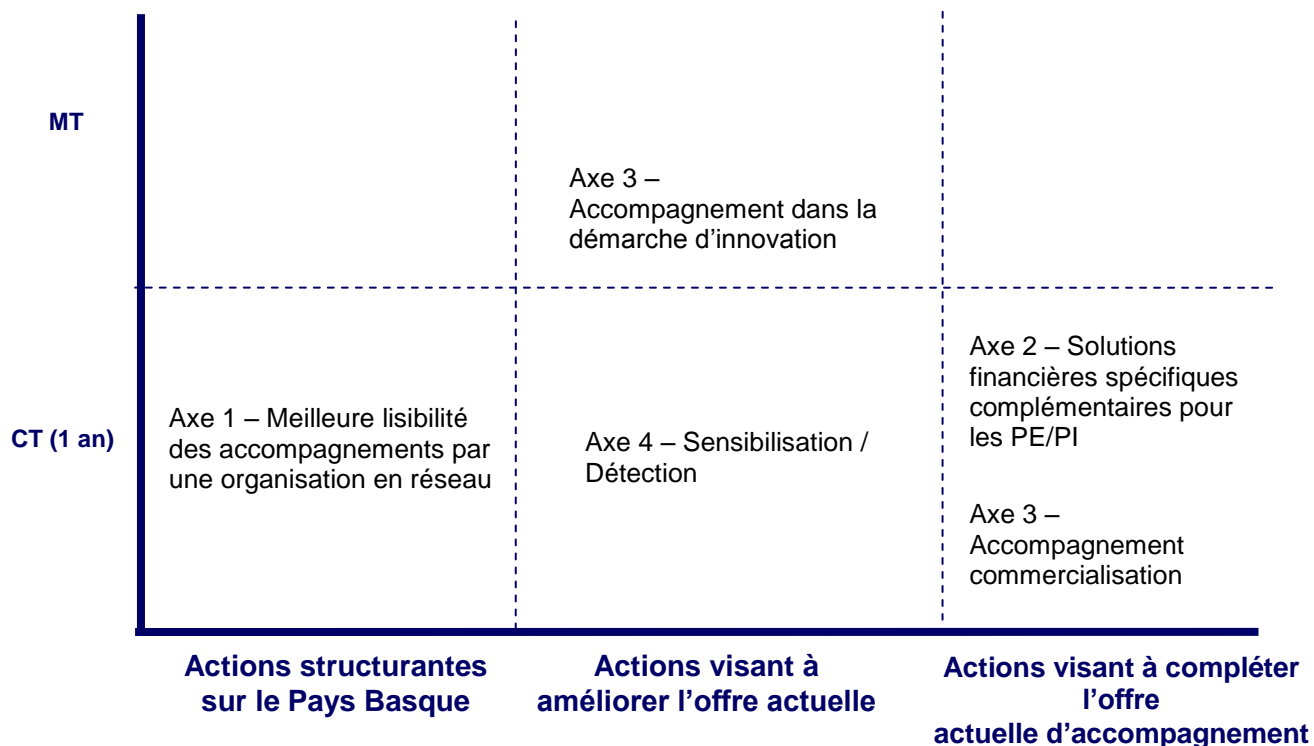 MT
Axe 3 –
Accompagnement dans la
démarche d’innovation
CT (1 an)
Axe 1 – Meilleure lisibilité
des accompagnements par
une organisation en réseau
Axe 4 – Sensibilisation /
Détection
Axe 2 – Solutions
financières spécifiques
complémentaires pour
les PE/PI
Axe 3 –
Accompagnement
commercialisation
Actions structurantes
sur le Pays Basque
Actions visant à
améliorer l’offre actuelle
Actions visant à compléter
l’offre
actuelle d’accompagnement